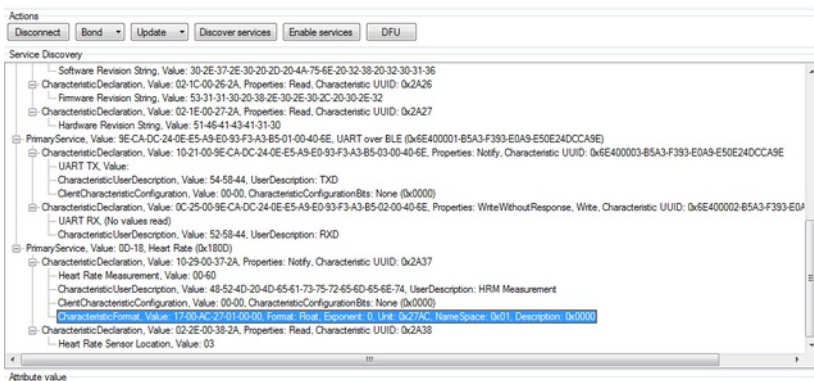 Actions
Disconnect Bond Update Discover services Enable services DFU
Service Discovery
Software Revision String, Value: 30-2E-37-2E-30-20-2D-20-4A-75-6E-20-32-38-20-32-30-31-36
CharacteristicDeclaration, Value: 02-1C-00-26-2A, Properties: Read, Characteristic UUID: 0x2A26
Firmware Revision String, Value: 53-31-31-30-20-38-2E-30-2E-30-2C-20-30-2E-32
CharacteristicDeclaration, Value: 02-1E-00-27-2A, Properties: Read, Characteristic UUID: 0x2A27
Hardware Revision String, Value: 51-46-41-43-41-31-30
PrimaryService, Value: 9E-CA-DC-24-0E-E5-A9-E0-93-F3-A3-B5-01-00-40-6E, UART over BLE (0x6E400001-B5A3-F393-E0A9-E50E24DCCA9E)
CharacteristicDeclaration, Value: 10-21-00-9E-CA-DC-24-0E-E5-A9-E0-93-F3-A3-B5-03-00-40-6E, Properties: Notify, Characteristic UUID: 0x6E400003-B5A3-F393-E0A9-E50E24DCCA9E
UART TX, Value:
CharacteristicUserDescription, Value: 54-58-44, UserDescription: TXD
ClientCharacteristicConfiguration, Value: 00-00, CharacteristicConfigurationBits: None (0x0000)
CharacteristicDeclaration, Value: 0C-25-00-9E-CA-DC-24-0E-E5-A9-E0-93-F3-A3-B5-02-00-40-6E, Properties: WriteWithoutResponse, Write, Characteristic UUID: 0x6E400002-B5A3-F393-E0A
UART RX, (No values read)
CharacteristicUserDescription, Value: 52-58-44, UserDescription: RXD
PrimaryService, Value: 0D-18, Heart Rate (0x180D)
CharacteristicDeclaration, Value: 10-29-00-37-2A, Properties: Notify, Characteristic UUID: 0x2A37
Heart Rate Measurement, Value: 00-60
CharacteristicUserDescription, Value: 48-52-4D-20-4D-65-61-73-75-72-65-6D-65-6E-74, UserDescription: HRM Measurement
ClientCharacteristicConfiguration, Value: 00-00, CharacteristicConfigurationBits: None (0x0000)
CharacteristicFormat, Value: 17-00-AC-27-01-00-00, Format: Float, Exponent: 0, Unit: 0x27AC, NameSpace: 0x01, Description: 0x0000
CharacteristicDeclaration, Value: 02-2E-00-38-2A, Properties: Read, Characteristic UUID: 0x2A38
Heart Rate Sensor Location, Value: 03
Attribute value